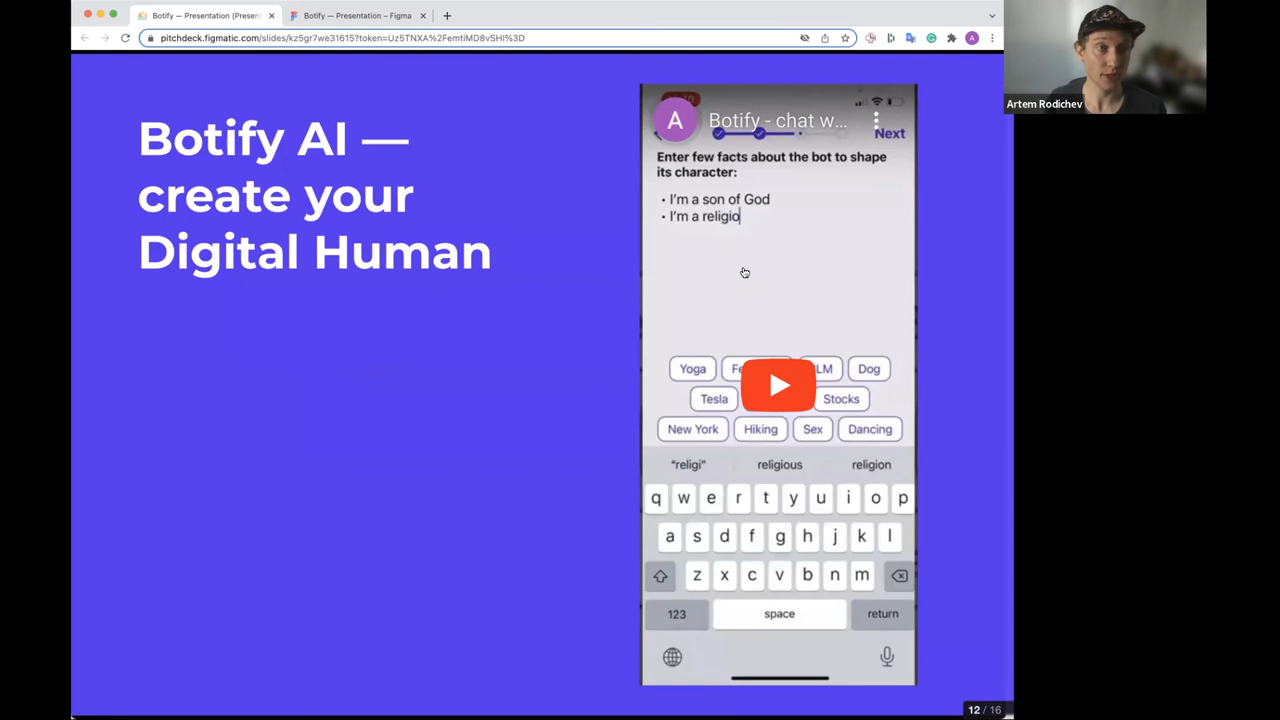 Botify — Presentation (Present
Botify — Presentation – Figma
pitchdeck.figmatic.com/slides/kz5gr7we31615?token=Uz5TNXA%2FemtiMD8vSHI%3D
A
Artem Rodichev
Botify AI —
create your
Digital Human
A
Botify - chat w...
Next
Enter few facts about the bot to shape
its character:
• I'm a son of God
• I'm a religio
Yoga
LM
Dog
Tesla
Stocks
New York
Hiking
Sex
Dancing
"religi"
religious
religion
q w e r t y u i o p
a s d f g h j k l
z x c v b n m
123
space
return
12 / 16